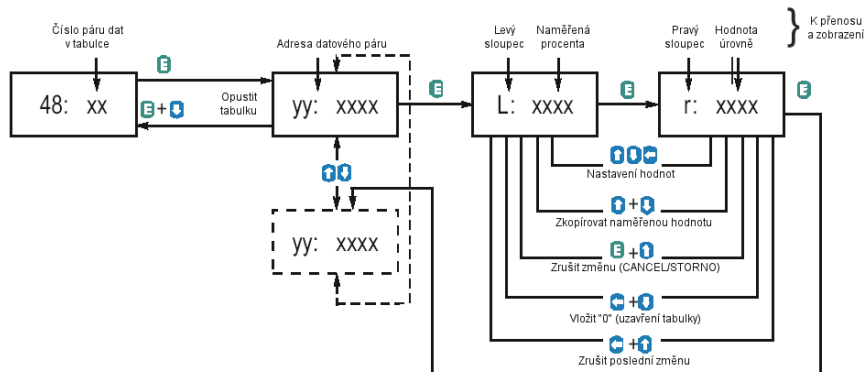 Číslo páru dat
v tabulce
Adresa datového páru
Levý
sloupec
Naměřená
procenta
Pravý
sloupec
Hodnota
úrovně
K přenosu
a zobrazení
48: xx
E
E + ↓
Opustit
tabulku
yy: xxxx
E
L: xxxx
E
r: xxxx
E
↑ ↓
yy: xxxx
↑ ↓ ←
Nastavení hodnot
↑ + ↓
Zkopírovat naměřenou hodnotu
E + ↑
Zrušit změnu (CANCEL/STORNO)
← + ↓
Vložit "0" (uzavření tabulky)
← + ↑
Zrušit poslední změnu